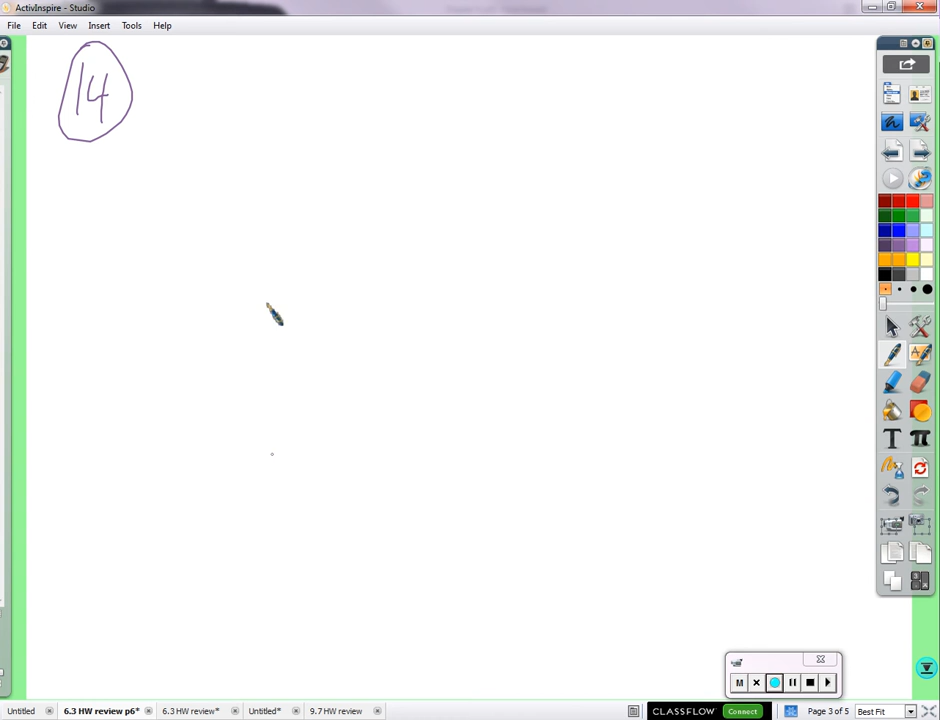 ActivInspire - Studio
File Edit View Insert Tools Help
14
M
Untitled 6.3 HW review p6* 6.3 HW review* Untitled* 9.7 HW review CLASSFLOW Connect Page 3 of 5 Best Fit